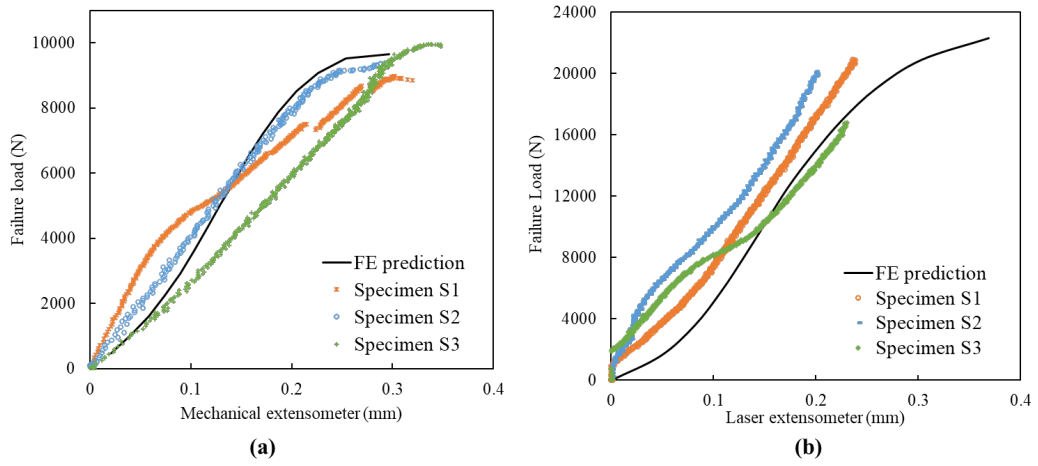 10000
8000
6000
4000
2000
0
Failure load (N)
0 0.1 0.2 0.3 0.4
Mechanical extensometer (mm)
FE prediction
Specimen S1
Specimen S2
Specimen S3
(a)
24000
20000
16000
12000
8000
4000
0
Failure Load (N)
0 0.1 0.2 0.3 0.4
Laser extensometer (mm)
FE prediction
Specimen S1
Specimen S2
Specimen S3
(b)